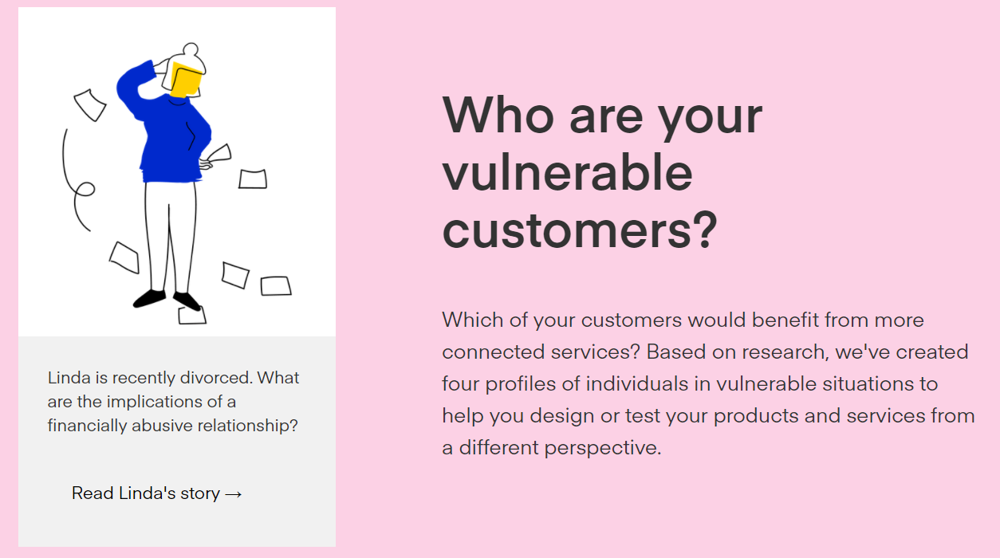 Linda is recently divorced. What
are the implications of a
financially abusive relationship?
Read Linda's story →
Who are your
vulnerable
customers?
Which of your customers would benefit from more
connected services? Based on research, we've created
four profiles of individuals in vulnerable situations to
help you design or test your products and services from
a different perspective.